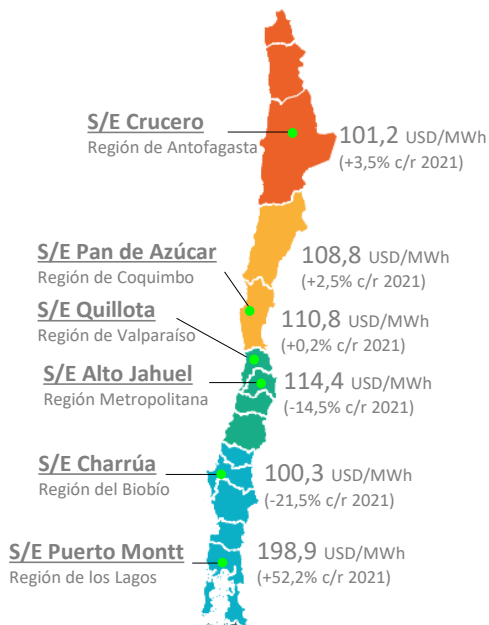 S/E Crucero
Región de Antofagasta
101,2 USD/MWh
(+3,5% c/r 2021)
S/E Pan de Azúcar
Región de Coquimbo
108,8 USD/MWh
(+2,5% c/r 2021)
S/E Quillota
Región de Valparaíso
110,8 USD/MWh
(+0,2% c/r 2021)
S/E Alto Jahuel
Región Metropolitana
114,4 USD/MWh
(-14,5% c/r 2021)
S/E Charrúa
Región del Biobío
100,3 USD/MWh
(-21,5% c/r 2021)
S/E Puerto Montt
Región de los Lagos
198,9 USD/MWh
(+52,2% c/r 2021)